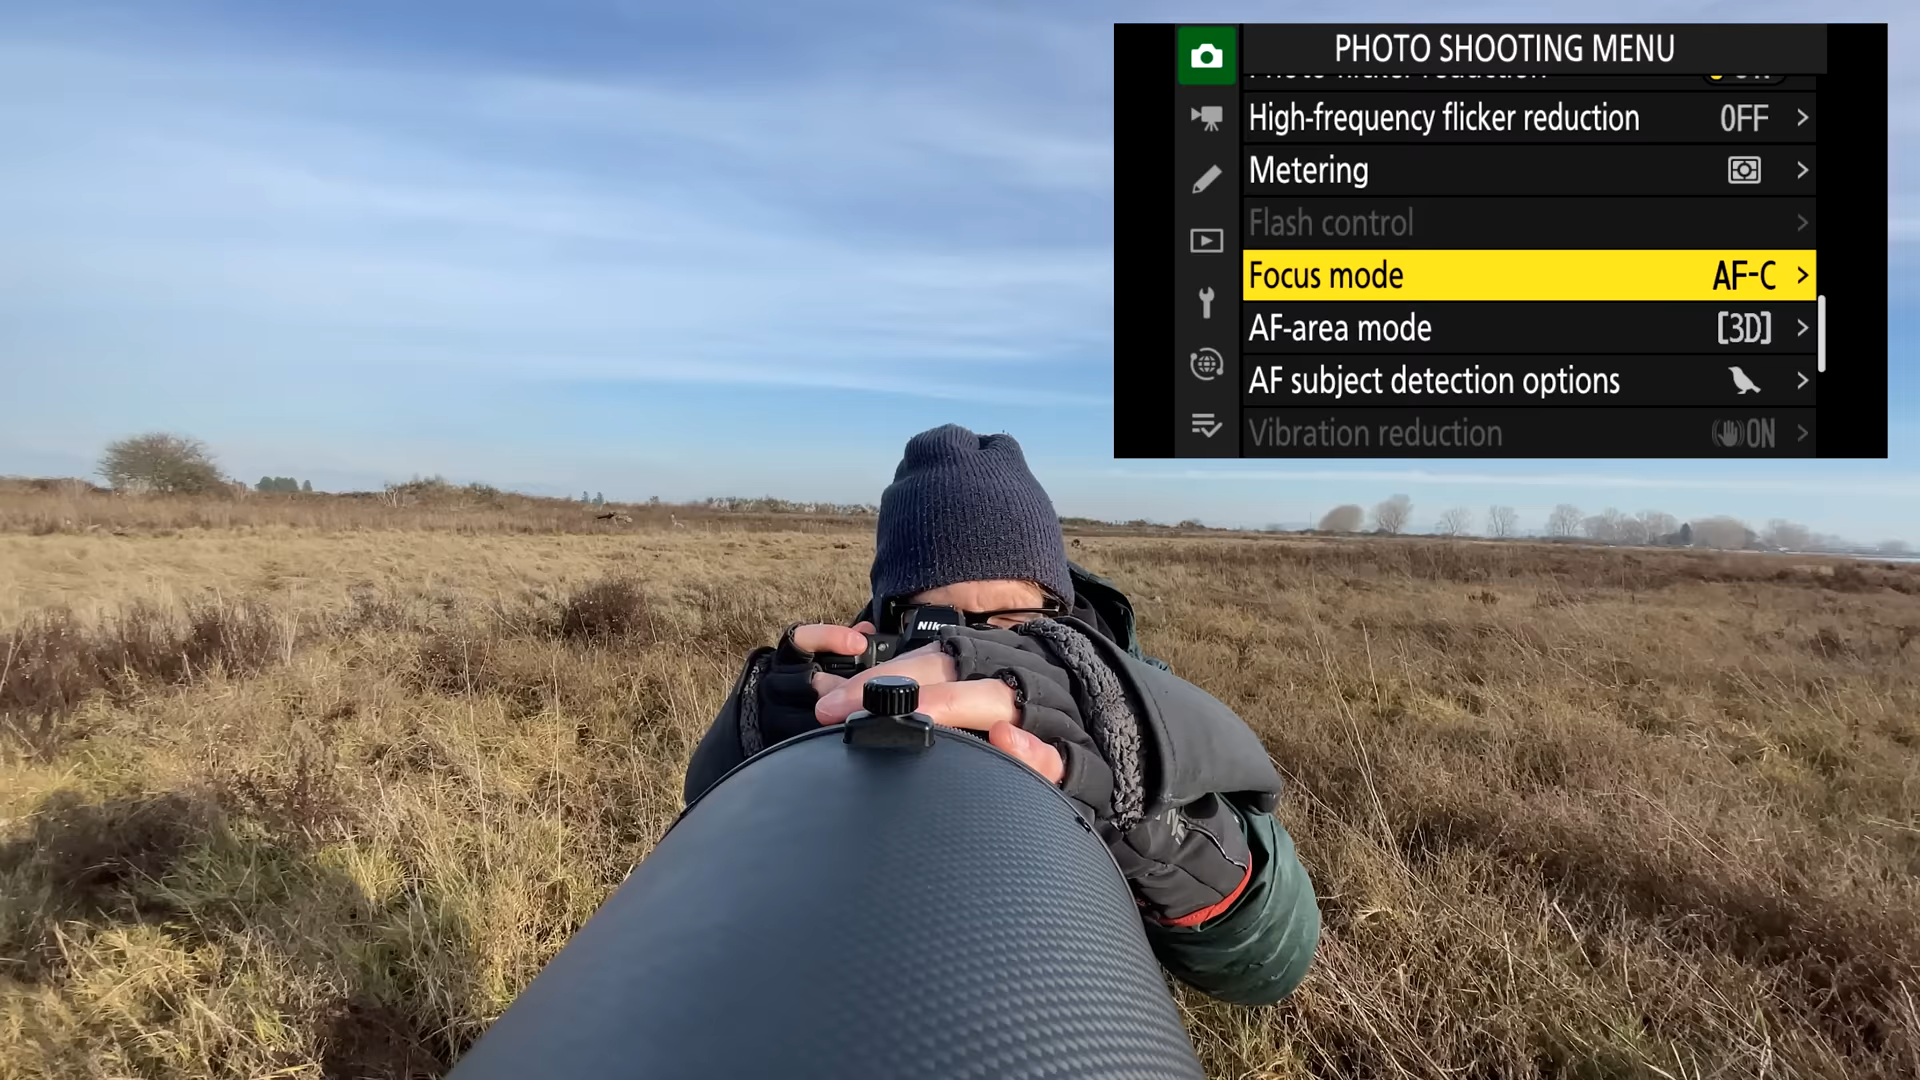 PHOTO SHOOTING MENU
High-frequency flicker reduction OFF >
Metering >
Flash control >
Focus mode AF-C >
AF-area mode [3D] >
AF subject detection options >
Vibration reduction ON >